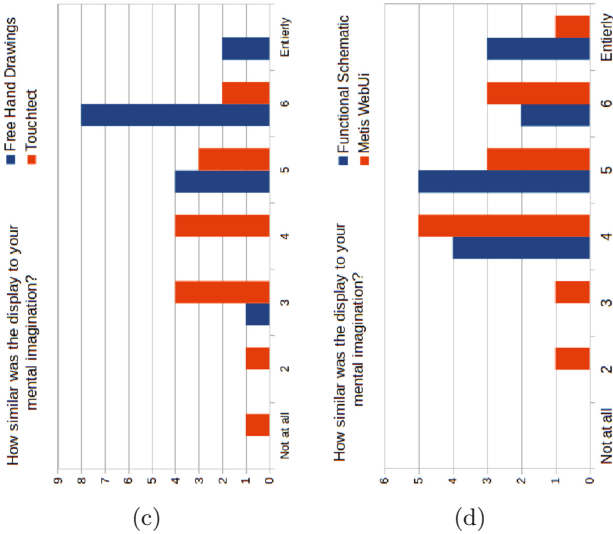 How similar was the display to your
mental imagination?
Free Hand Drawings
Touchtect
9
8
7
6
5
4
3
2
1
0
Not at all
2
3
4
5
6
Entierly
(c)
How similar was the display to your
mental imagination?
Functional Schematic
Metis WebUi
6
5
4
3
2
1
0
Not at all
2
3
4
5
6
Entierly
(d)